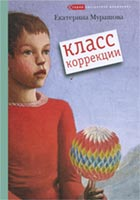 Екатерина Мурашова
класс
коррекции